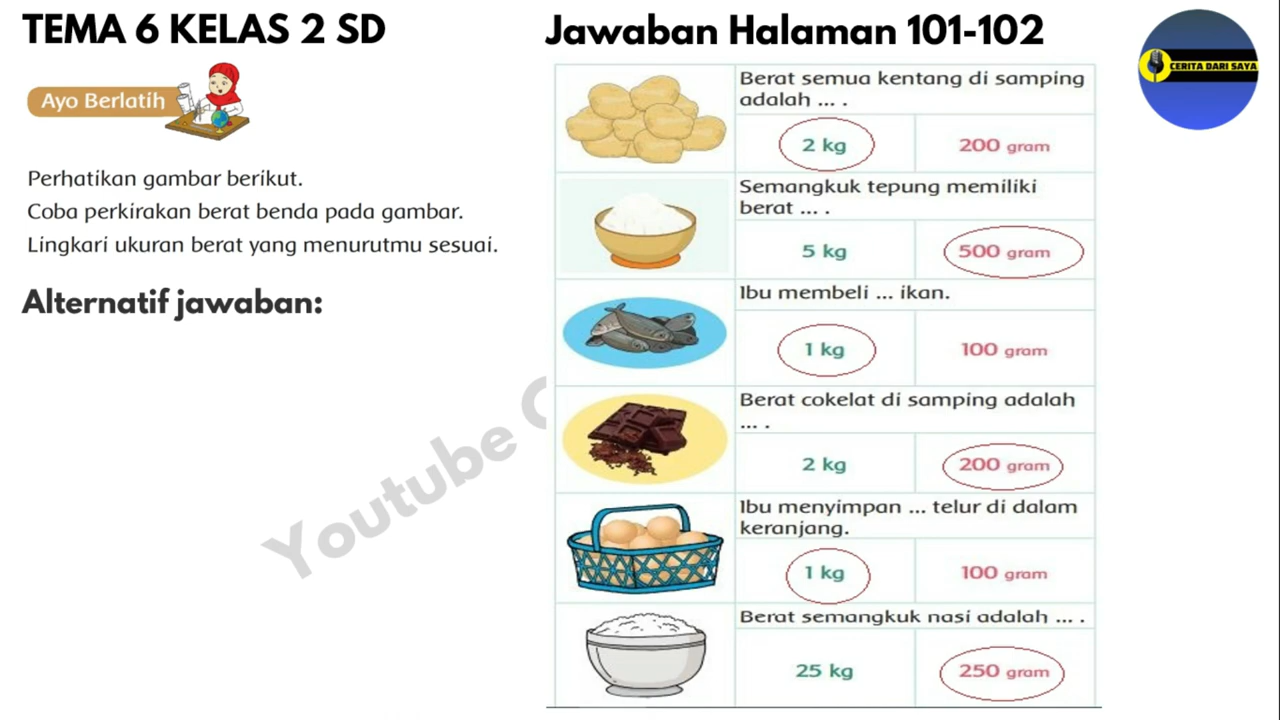 TEMA 6 KELAS 2 SD
Jawaban Halaman 101-102
CERITA DARI SAYA
Ayo Berlatih
Perhatikan gambar berikut.
Coba perkirakan berat benda pada gambar.
Lingkari ukuran berat yang menurutmu sesuai.
Alternatif jawaban:
Youtube C
Berat semua kentang di samping
adalah ... .
2 kg 200 gram
Semangkuk tepung memiliki
berat ... .
5 kg 500 gram
Ibu membeli ... ikan.
1 kg 100 gram
Berat cokelat di samping adalah
... .
2 kg 200 gram
Ibu menyimpan ... telur di dalam
keranjang.
1 kg 100 gram
Berat semangkuk nasi adalah ... .
25 kg 250 gram